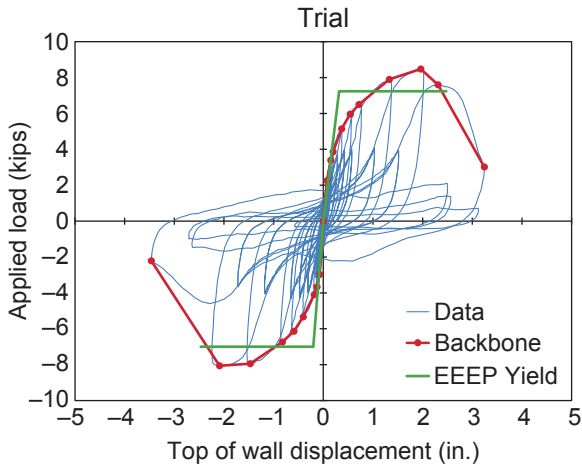 Trial
10
8
6
4
2
0
–2
–4
–6
–8
–10
Applied load (kips)
–5 –4 –3 –2 –1 0 1 2 3 4 5
Top of wall displacement (in.)
Data
Backbone
EEEP Yield